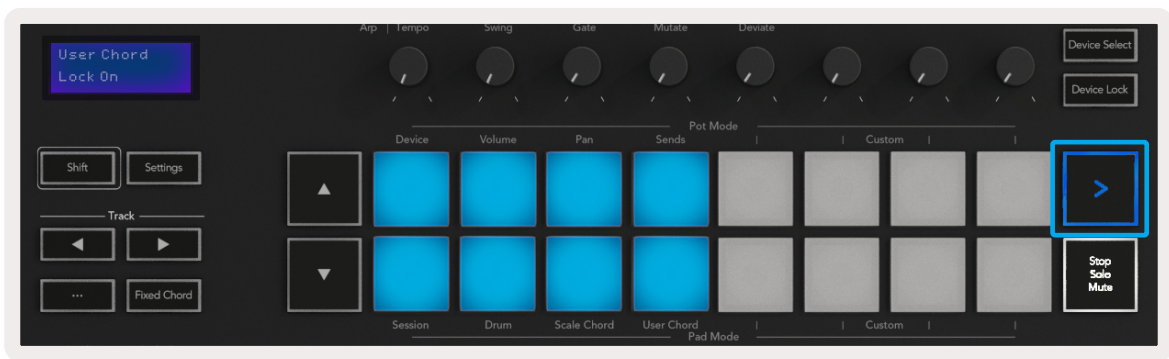 Arp | Tempo Swing Gate Mutate Deviate
User Chord
Lock On
Device Select
Device Lock
Pot Mode
Device Volume Pan Sends Custom
Shift Settings
▲
>
Track
◀ ▶
▼
Stop
Solo
Mute
... Fixed Chord
Session Drum Scale Chord User Chord Custom
Pad Mode